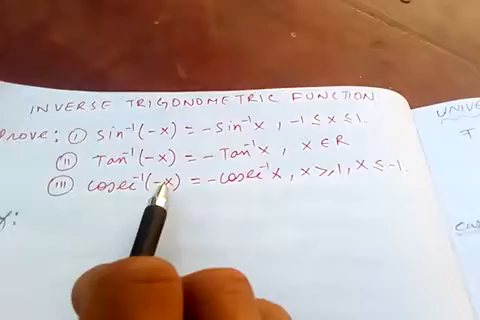 INVERSE TRIGONOMETRIC FUNCTION
Prove: (i) sin⁻¹(-x) = -sin⁻¹x, -1 ≤ x ≤ 1.
(ii) Tan⁻¹(-x) = -Tan⁻¹x, x ∈ R
(iii) cosec⁻¹(-x) = -cosec⁻¹x, x ≥ 1, x ≤ -1.
UNIVE
T